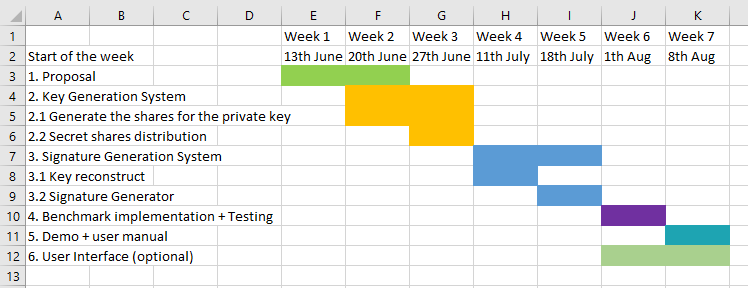 A B C D E F G H I J K
1 Week 1 Week 2 Week 3 Week 4 Week 5 Week 6 Week 7
2 Start of the week 13th June 20th June 27th June 11th July 18th July 1th Aug 8th Aug
3 1. Proposal
4 2. Key Generation System
5 2.1 Generate the shares for the private key
6 2.2 Secret shares distribution
7 3. Signature Generation System
8 3.1 Key reconstruct
9 3.2 Signature Generator
10 4. Benchmark implementation + Testing
11 5. Demo + user manual
12 6. User Interface (optional)
13